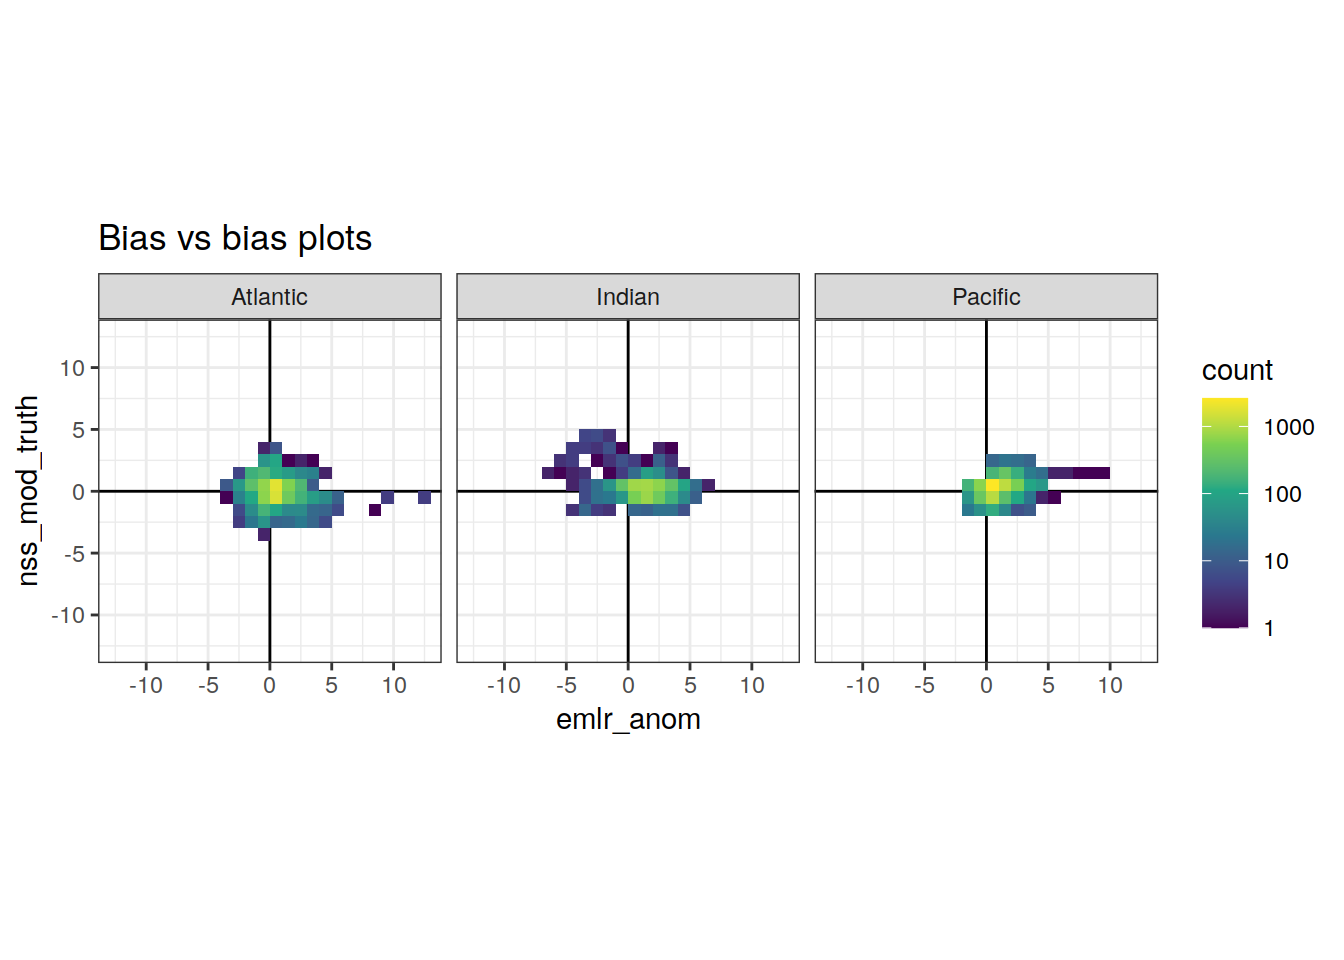 Bias vs bias plots
Atlantic Indian Pacific
10
5
0
-5
-10
nss_mod_truth
-10 -5 0 5 10 -10 -5 0 5 10 -10 -5 0 5 10
emlr_anom
count
1000
100
10
1